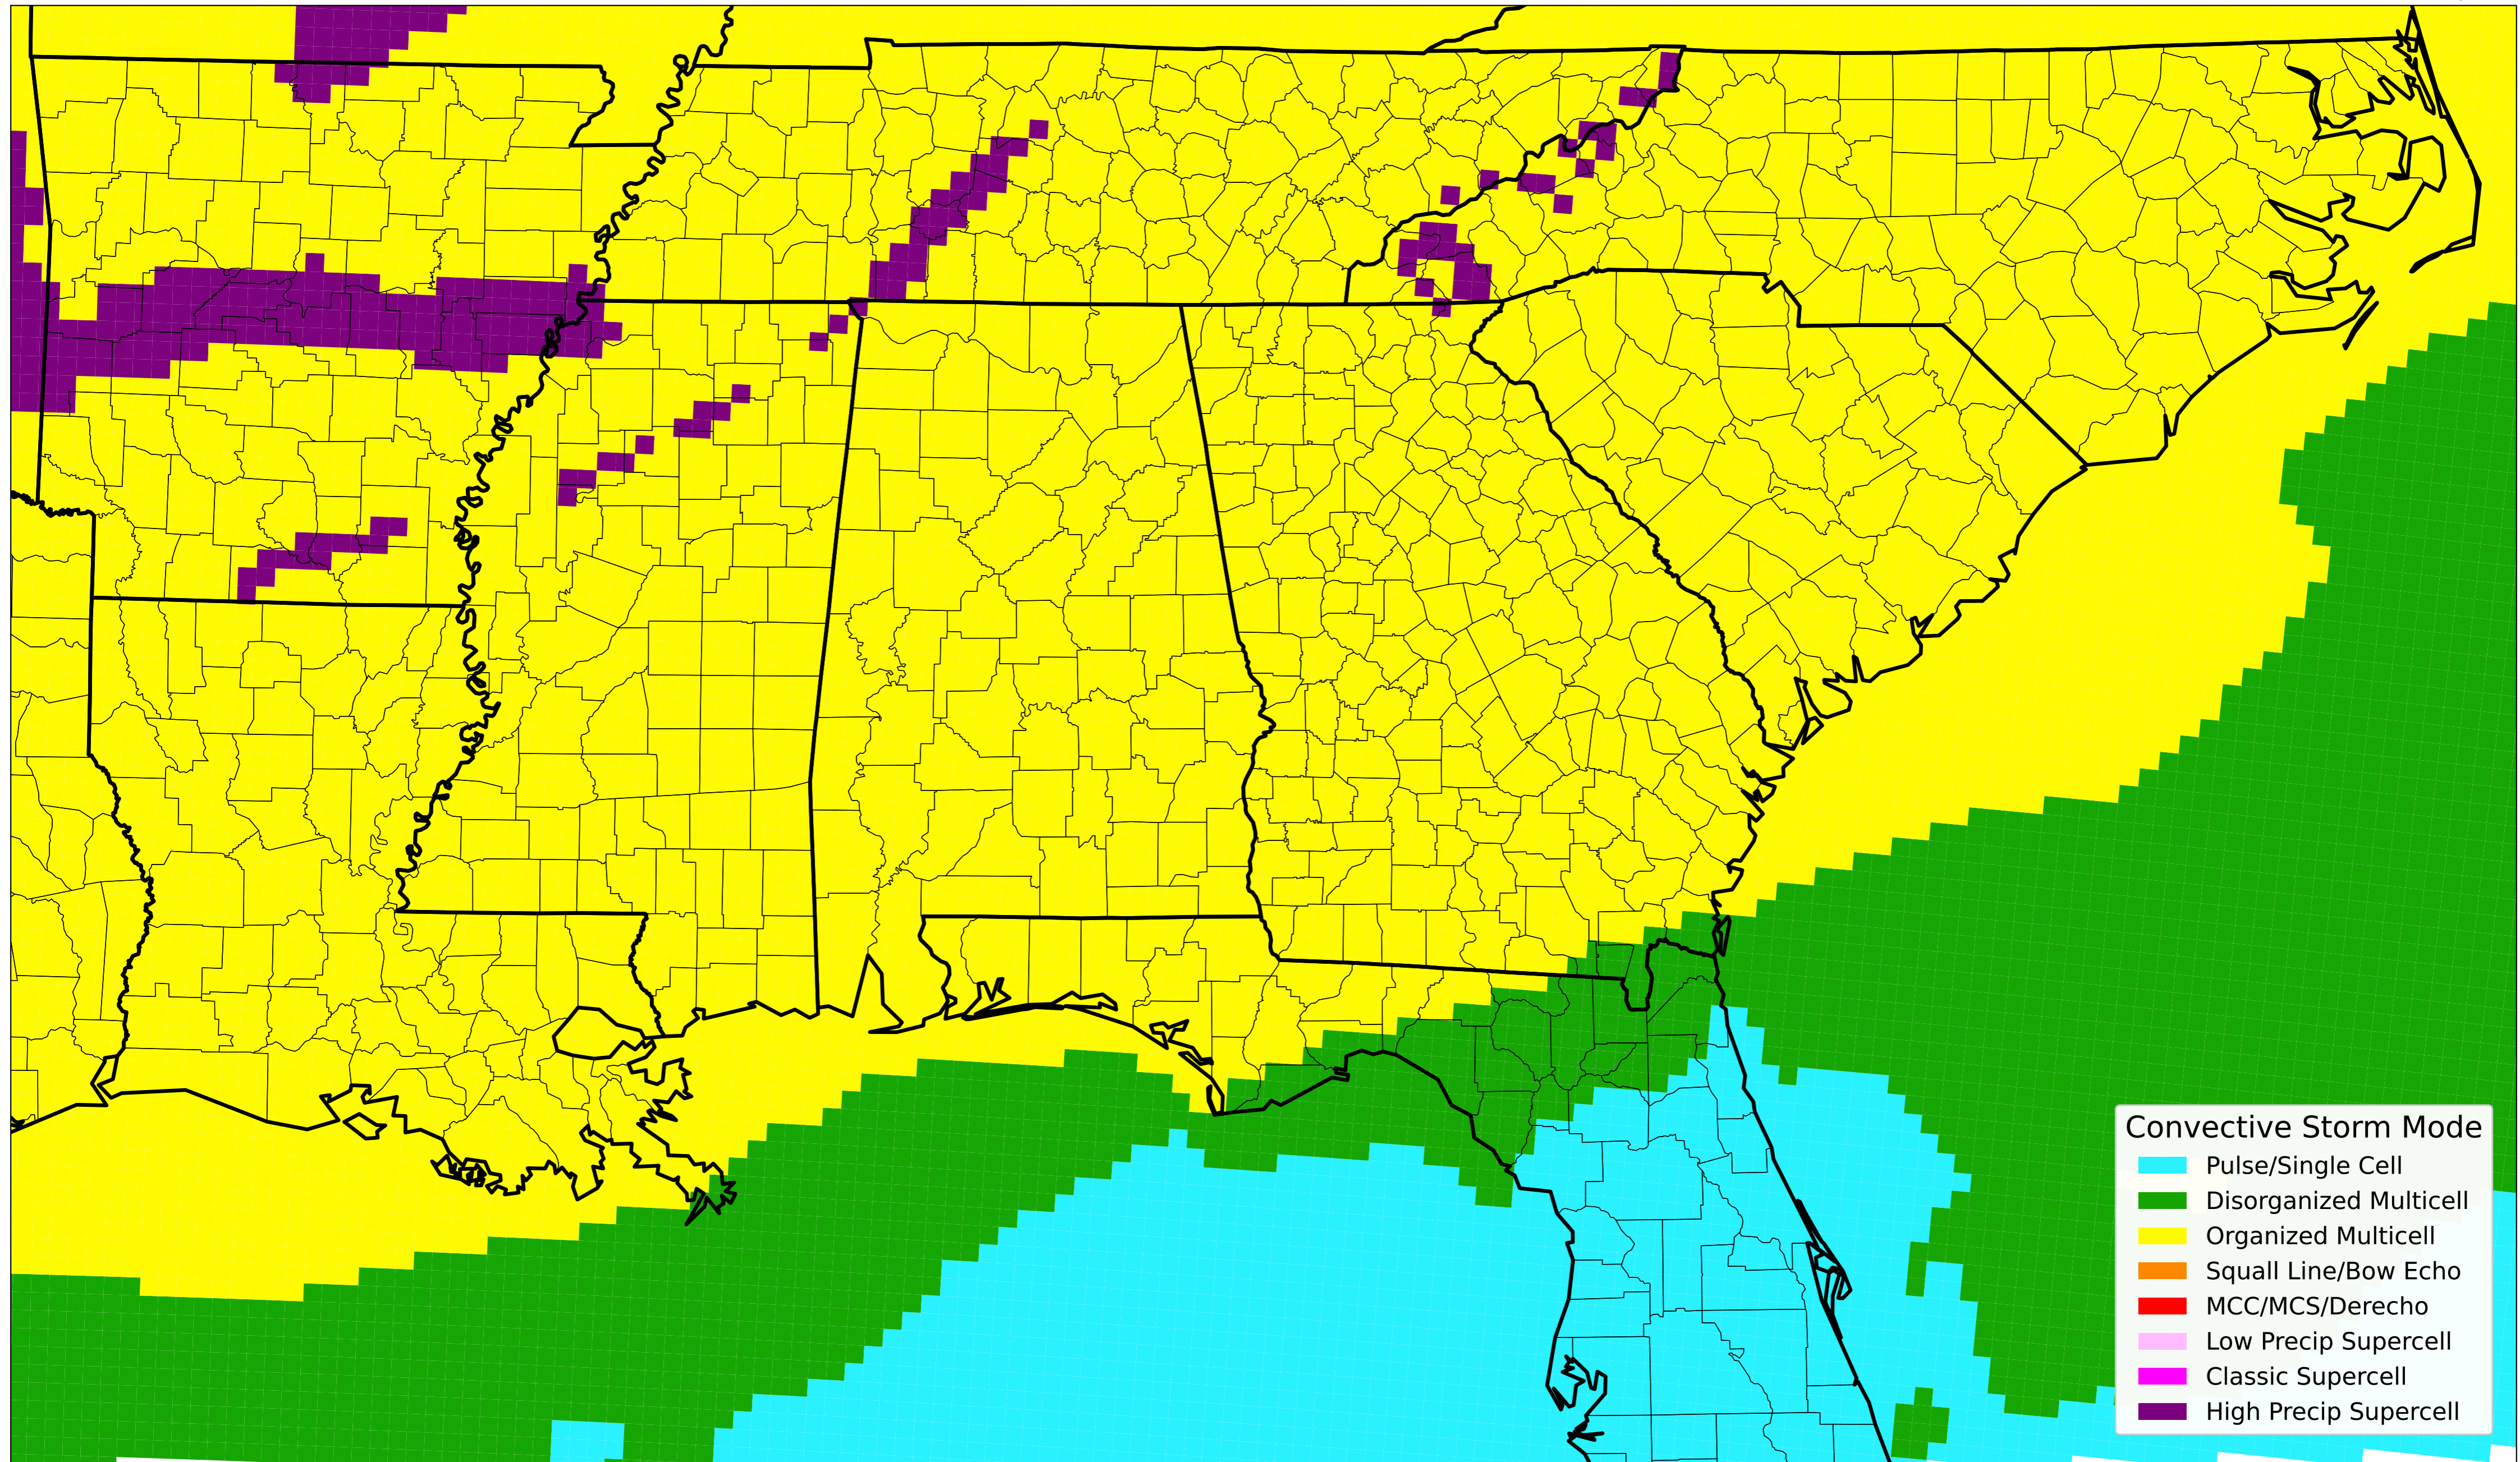 Convective Storm Mode
Pulse/Single Cell
Disorganized Multicell
Organized Multicell
Squall Line/Bow Echo
MCC/MCS/Derecho
Low Precip Supercell
Classic Supercell
High Precip Supercell